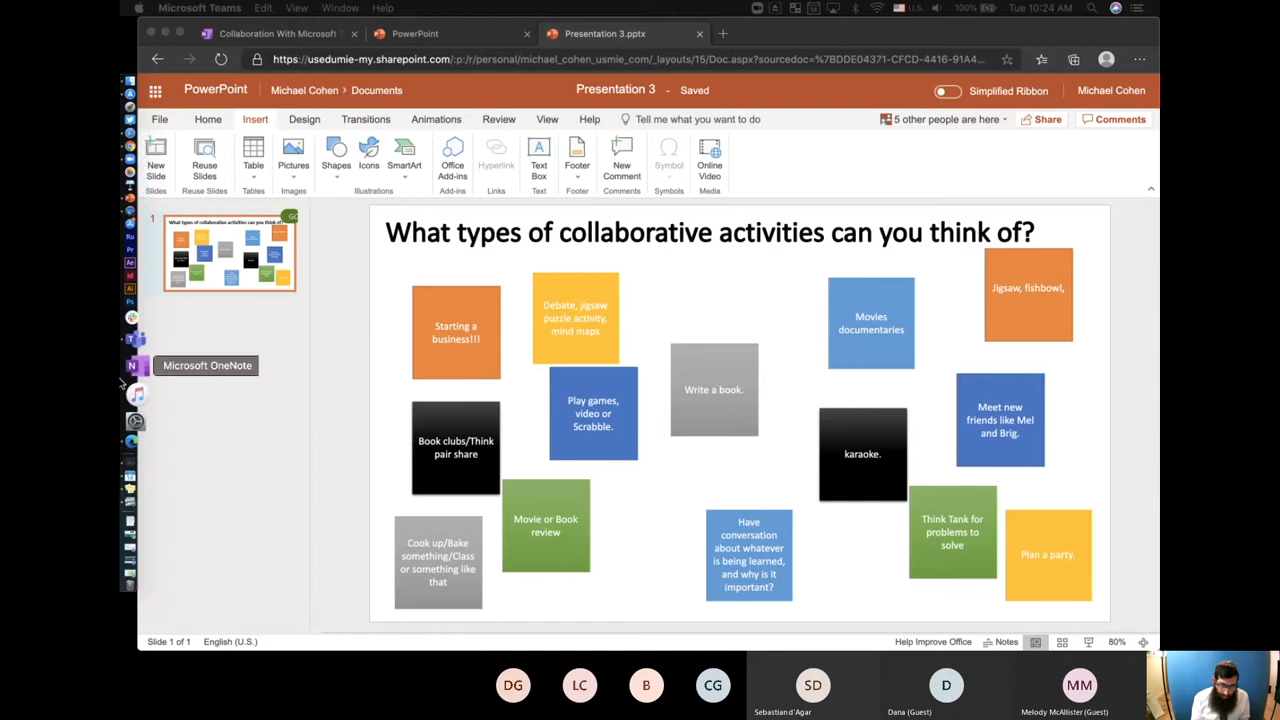 Microsoft Teams Edit View Window Help
U.S. 100% Tue 10:24 AM
Collaboration With Microsoft T PowerPoint Presentation 3.pptx
https://usedumie-my.sharepoint.com/:p:/r/personal/michael_cohen_usmie_com/_layouts/15/Doc.aspx?sourcedoc=%7BDDE04371-CFCD-4416-91A4...
PowerPoint Michael Cohen > Documents Presentation 3 - Saved Simplified Ribbon Michael Cohen
File Home Insert Design Transitions Animations Review View Help Tell me what you want to do 5 other people are here Share Comments
New Slide
Reuse Slides
Table
Pictures
Shapes
Icons
SmartArt
Office Add-ins
Hyperlink
Text Box
Footer
New Comment
Symbol
Online Video
Slides Reuse Slides Tables Images Illustrations Add-ins Links Text Footer Comments Symbols Media
1
What types of collaborative activities can you think of?
Starting a
business!!!
Debate, jigsaw
puzzle activity,
mind maps
Movies
documentaries
Jigsaw, fishbowl,
Play games,
video or
Scrabble.
Write a book.
Book clubs/Think
pair share
karaoke.
Meet new
friends like Mel
and Brig.
Cook up/Bake
something/Class
or something like
that
Movie or Book
review
Have
conversation
about whatever
is being learned,
and why is it
important?
Think Tank for
problems to
solve
Plan a party.
Microsoft OneNote
Ru
Pr
Ae
Id
Ai
Ps
Slide 1 of 1 English (U.S.) Help Improve Office Notes 80%
DG LC B CG SD D MM
Sebastian d'Agar Dana (Guest) Melody McAllister (Guest)